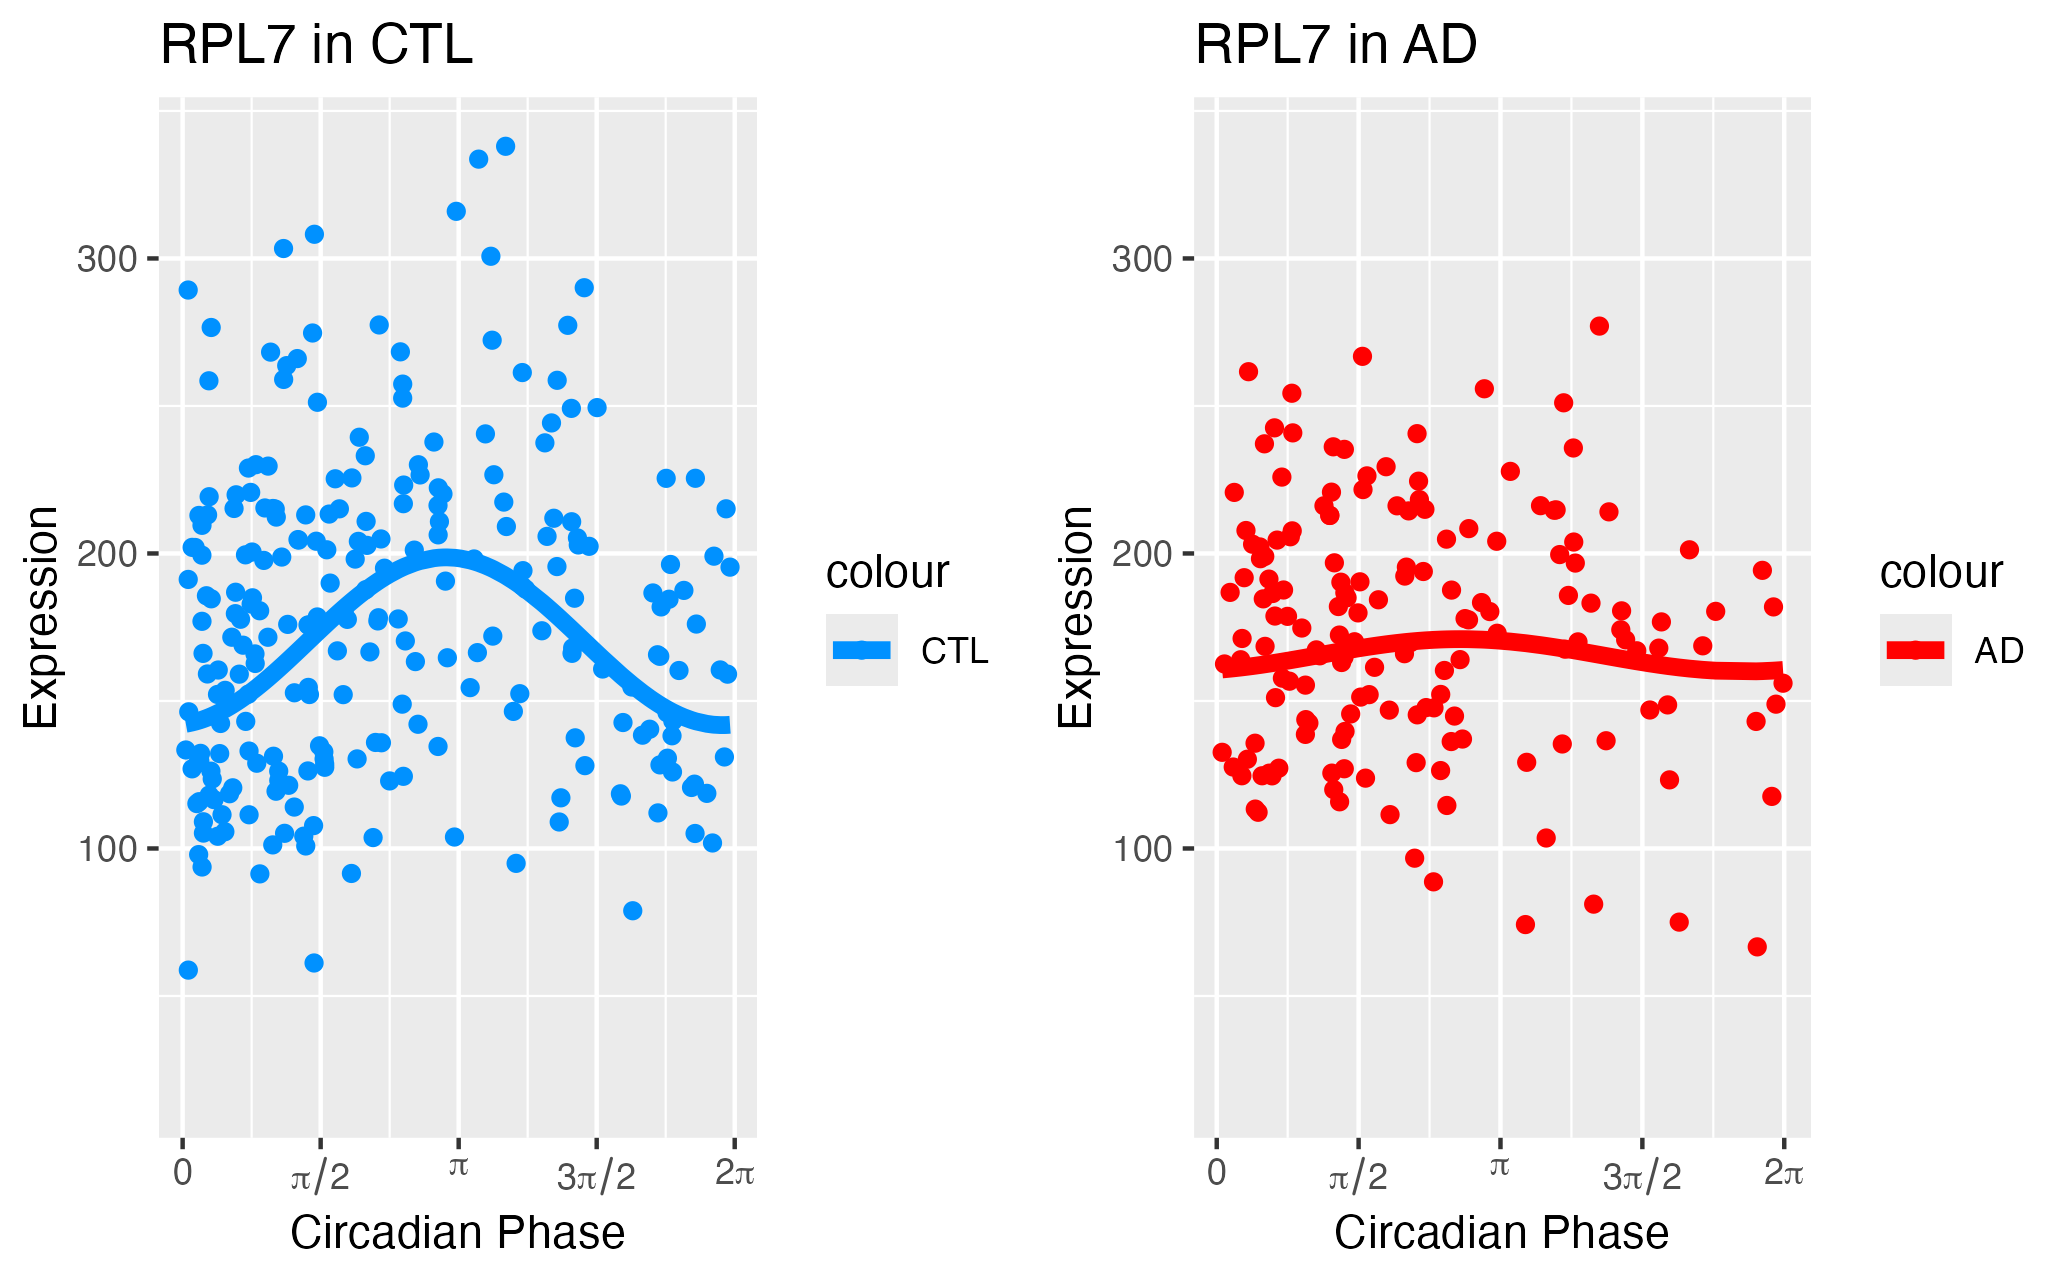 RPL7 in CTL
300
200
100
Expression
0 π/2 π 3π/2 2π
Circadian Phase
colour
CTL
RPL7 in AD
300
200
100
Expression
0 π/2 π 3π/2 2π
Circadian Phase
colour
AD